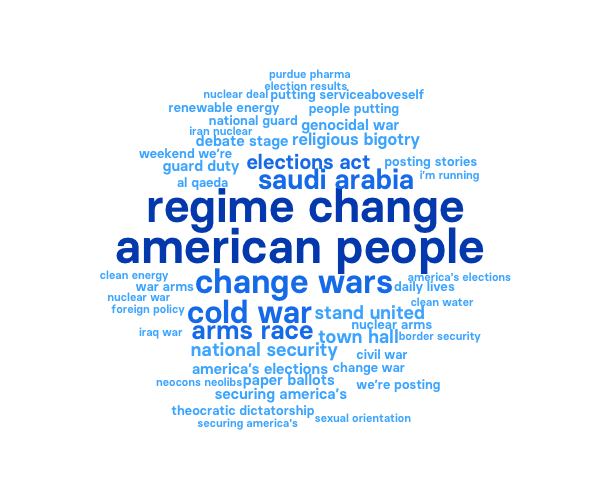 purdue pharma
election results
nuclear deal putting serviceaboveself
renewable energy people putting
national guard genocidal war
iran nuclear
debate stage religious bigotry
weekend we're elections act posting stories
guard duty
al qaeda saudi arabia i'm running
regime change
american people
clean energy change wars america's elections
war arms daily lives
nuclear war clean water
foreign policy cold war stand united
iraq war arms race nuclear arms
town hall border security
national security civil war
america's elections change war
neocons neolibs paper ballots we're posting
securing america's
theocratic dictatorship
securing america's sexual orientation